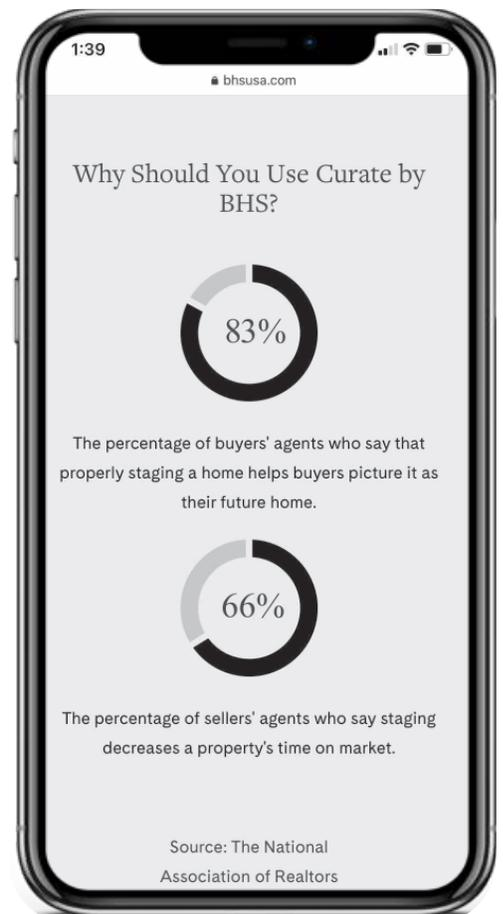 1:39
bhsusa.com
Why Should You Use Curate by
BHS?
83%
The percentage of buyers' agents who say that
properly staging a home helps buyers picture it as
their future home.
66%
The percentage of sellers' agents who say staging
decreases a property's time on market.
Source: The National
Association of Realtors